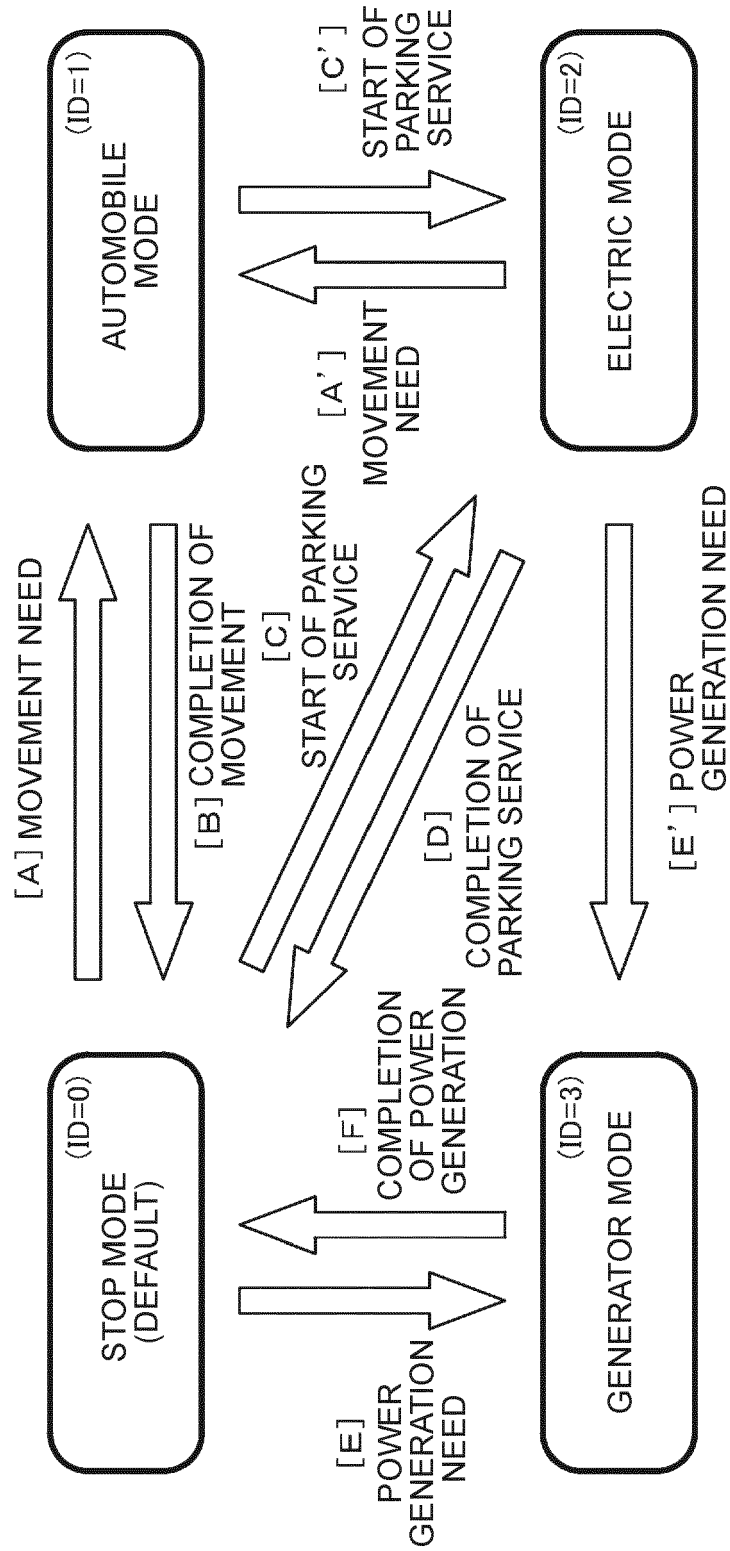 [A] MOVEMENT NEED
STOP MODE
(DEFAULT)
(ID=0)
AUTOMOBILE
MODE
(ID=1)
[B] COMPLETION OF
MOVEMENT
[C]
START OF PARKING
SERVICE
[E]
POWER
GENERATION
NEED
[F]
COMPLETION
OF POWER
GENERATION
[D]
COMPLETION OF
PARKING SERVICE
[A']
MOVEMENT
NEED
[C']
START OF
PARKING
SERVICE
GENERATOR MODE
(ID=3)
ELECTRIC MODE
(ID=2)
[E'] POWER
GENERATION NEED